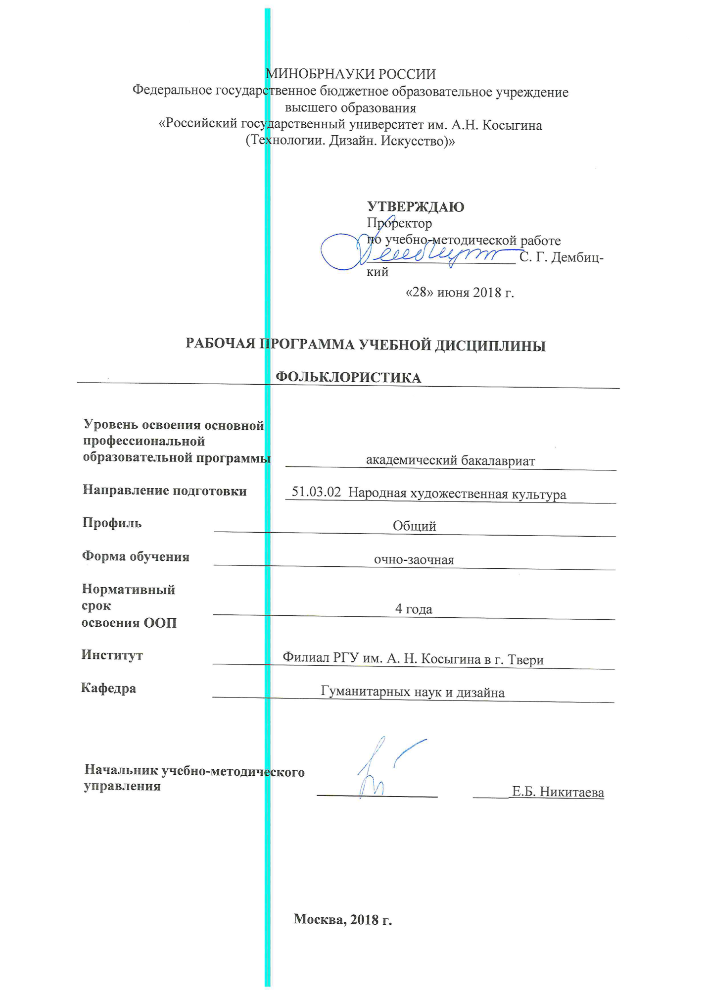 МИНОБРНАУКИ РОССИИ
Федеральное государственное бюджетное образовательное учреждение
высшего образования
«Российский государственный университет им. А.Н. Косыгина
(Технологии. Дизайн. Искусство)»
УТВЕРЖДАЮ
Проректор
по учебно-методической работе
С. Г. Дембиц-
кий
«28» июня 2018 г.
РАБОЧАЯ ПРОГРАММА УЧЕБНОЙ ДИСЦИПЛИНЫ
ФОЛЬКЛОРИСТИКА
Уровень освоения основной
профессиональной
образовательной программы академический бакалавриат
Направление подготовки 51.03.02 Народная художественная культура
Профиль Общий
Форма обучения очно-заочная
Нормативный
срок 4 года
освоения ООП
Институт Филиал РГУ им. А. Н. Косыгина в г. Твери
Кафедра Гуманитарных наук и дизайна
Начальник учебно-методического
управления Е.Б. Никитаева
Москва, 2018 г.